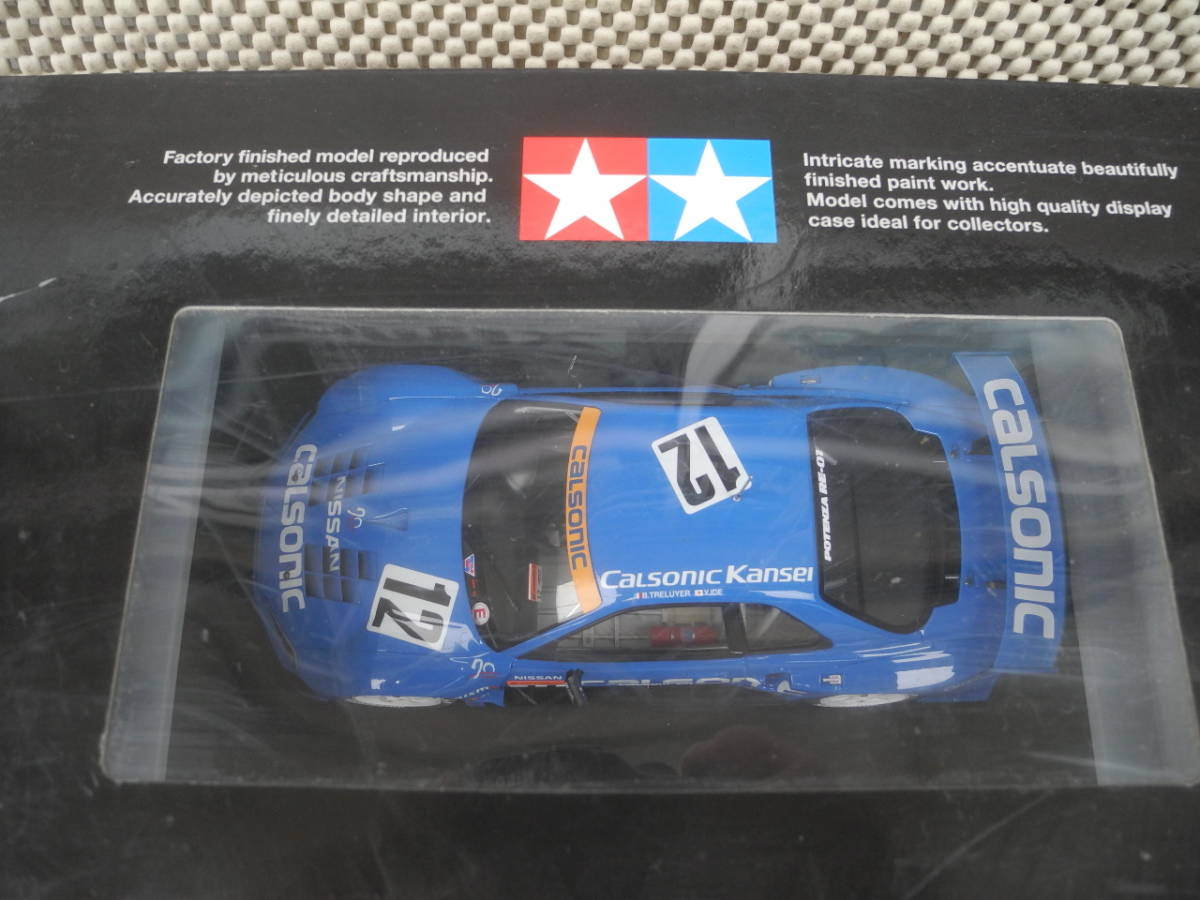 Factory finished model reproduced
by meticulous craftsmanship.
Accurately depicted body shape and
finely detailed interior.
Intricate marking accentuate beautifully
finished paint work.
Model comes with high quality display
case ideal for collectors.
CALSONIC
NISSAN
12
CALSONIC
12
Calsonic Kansei
B.TRELUYER Y.IDE
POTENZA RE-01
CALSONIC
NISSAN
E